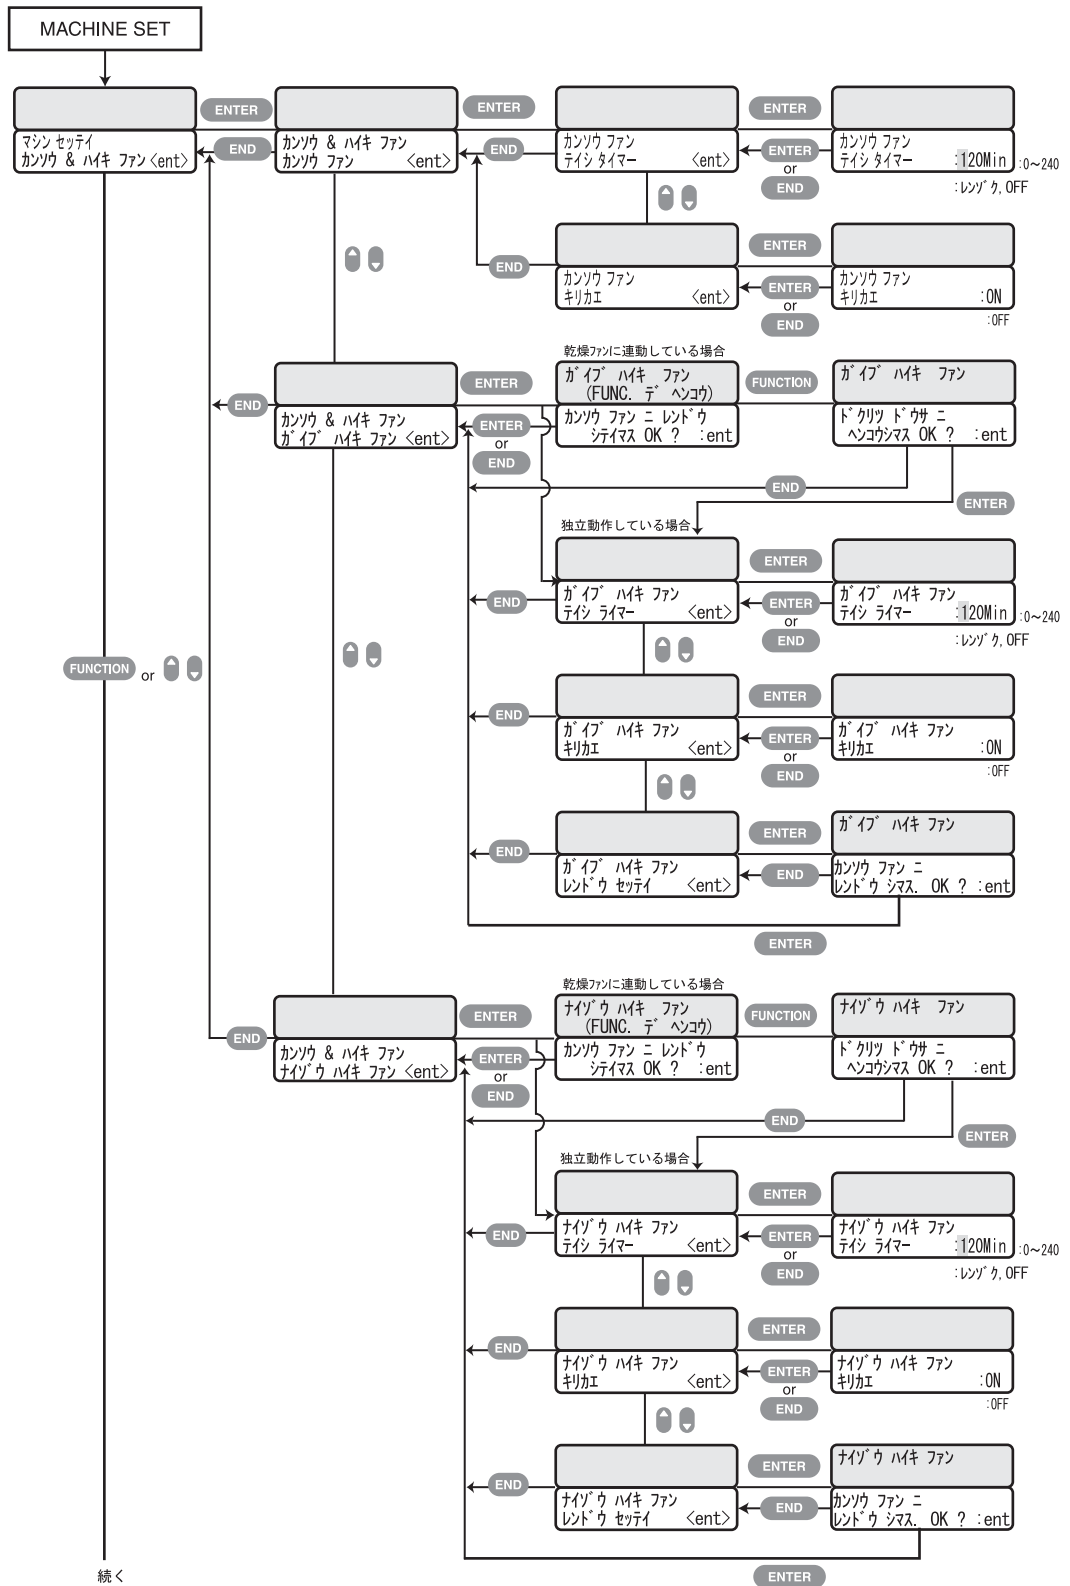 MACHINE SET
ENTER
ENTER
ENTER
マシン セッテイ
カンソウ & ハイキ ファン <ent>
END
カンソウ & ハイキ ファン
カンソウ ファン <ent>
END
カンソウ ファン
テイシ タイマー <ent>
ENTER
or
END
カンソウ ファン
テイシ タイマー :120Min :0~240
:レンゾク, OFF
END
カンソウ ファン
キリカエ <ent>
ENTER
ENTER
or
END
カンソウ ファン
キリカエ :ON
:OFF
乾燥ファンに連動している場合
END
カンソウ & ハイキ ファン
ガイブ ハイキ ファン <ent>
ENTER
ENTER
or
END
ガイブ ハイキ ファン
(FUNC. デ ヘンコウ)
カンソウ ファン ニ レンドウ
シテイマス OK ? :ent
FUNCTION
ガイブ ハイキ ファン
ドクリツ ドウサ ニ
ヘンコウシマス OK ? :ent
END
ENTER
独立動作している場合
END
ガイブ ハイキ ファン
テイシ ライマー <ent>
ENTER
ENTER
or
END
ガイブ ハイキ ファン
テイシ ライマー :120Min :0~240
:レンゾク, OFF
FUNCTION or
END
ガイブ ハイキ ファン
キリカエ <ent>
ENTER
ENTER
or
END
ガイブ ハイキ ファン
キリカエ :ON
:OFF
END
ガイブ ハイキ ファン
レンドウ セッテイ <ent>
ENTER
END
ガイブ ハイキ ファン
カンソウ ファン ニ
レンドウ シマス. OK ? :ent
ENTER
乾燥ファンに連動している場合
END
カンソウ & ハイキ ファン
ナイゾウ ハイキ ファン <ent>
ENTER
ENTER
or
END
ナイゾウ ハイキ ファン
(FUNC. デ ヘンコウ)
カンソウ ファン ニ レンドウ
シテイマス OK ? :ent
FUNCTION
ナイゾウ ハイキ ファン
ドクリツ ドウサ ニ
ヘンコウシマス OK ? :ent
END
ENTER
独立動作している場合
END
ナイゾウ ハイキ ファン
テイシ ライマー <ent>
ENTER
ENTER
or
END
ナイゾウ ハイキ ファン
テイシ ライマー :120Min :0~240
:レンゾク, OFF
END
ナイゾウ ハイキ ファン
キリカエ <ent>
ENTER
ENTER
or
END
ナイゾウ ハイキ ファン
キリカエ :ON
:OFF
END
ナイゾウ ハイキ ファン
レンドウ セッテイ <ent>
ENTER
END
ナイゾウ ハイキ ファン
カンソウ ファン ニ
レンドウ シマス. OK ? :ent
ENTER
続く